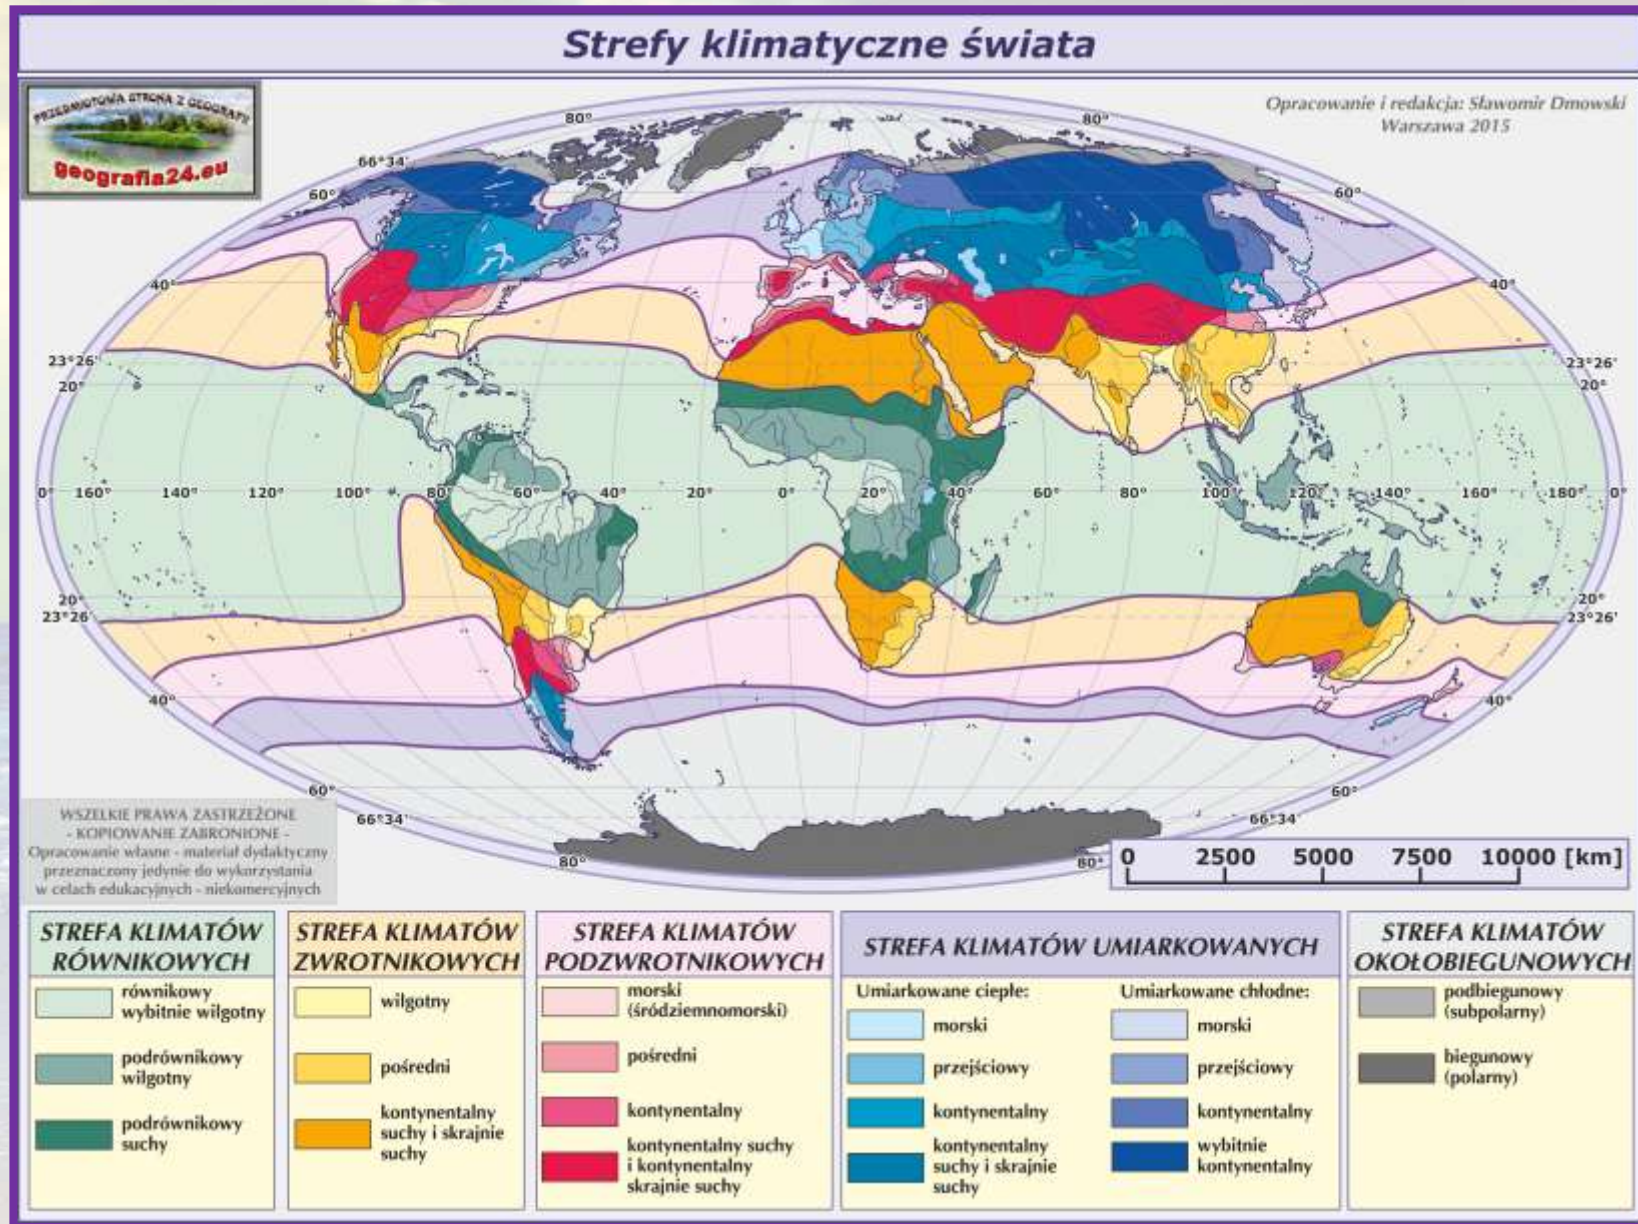 Strefy klimatyczne świata
PRZEDMIOTOWA STRONA Z GEOGRAFII
geografia24.eu
Opracowanie i redakcja: Sławomir Dmowski
Warszawa 2015
80° 80°
66°34'
60° 60°
40° 40°
23°26' 23°26'
20° 20°
0° 160° 140° 120° 100° 80° 60° 40° 20° 0° 20° 40° 60° 80° 100° 120° 140° 160° 180° 0°
20° 20°
23°26' 23°26'
40° 40°
60° 60°
66°34' 66°34'
80° 80°
WSZELKIE PRAWA ZASTRZEŻONE
- KOPIOWANIE ZABRONIONE -
Opracowanie własne - materiał dydaktyczny
przeznaczony jedynie do wykorzystania
w celach edukacyjnych - niekomercyjnych
0 2500 5000 7500 10000 [km]
STREFA KLIMATÓW
RÓWNIKOWYCH
równikowy
wybitnie wilgotny
podrównikowy
wilgotny
podrównikowy
suchy
STREFA KLIMATÓW
ZWROTNIKOWYCH
wilgotny
pośredni
kontynentalny
suchy i skrajnie
suchy
STREFA KLIMATÓW
PODZWROTNIKOWYCH
morski
(śródziemnomorski)
pośredni
kontynentalny
kontynentalny suchy
i kontynentalny
skrajnie suchy
STREFA KLIMATÓW UMIARKOWANYCH
Umiarkowane ciepłe:
morski
przejściowy
kontynentalny
kontynentalny
suchy i skrajnie
suchy
Umiarkowane chłodne:
morski
przejściowy
kontynentalny
wybitnie
kontynentalny
STREFA KLIMATÓW
OKOŁOBIEGUNOWYCH
podbiegunowy
(subpolarny)
biegunowy
(polarny)